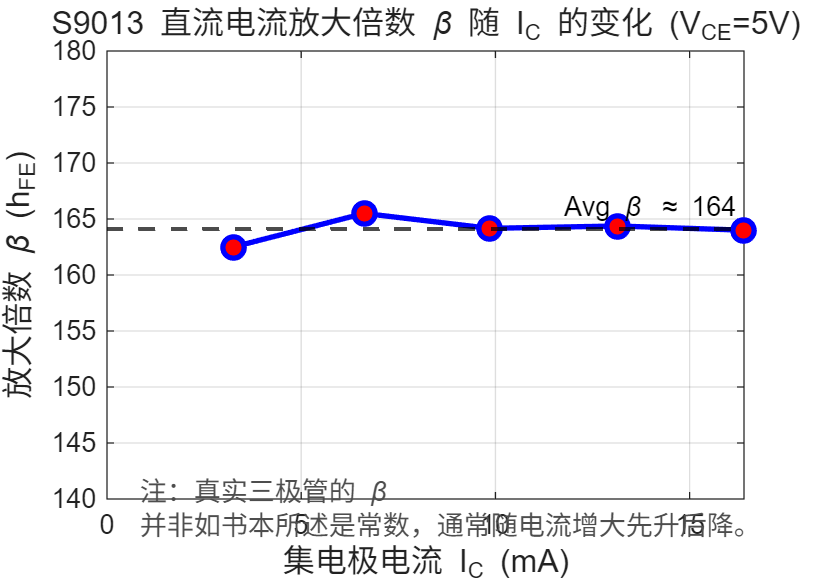 S9013 直流电流放大倍数 β 随 I_C 的变化 (V_CE=5V)
放大倍数 β (h_FE)
180
175
170
165
160
155
150
145
140
Avg β ≈ 164
注：真实三极管的 β
并非如书本所述是常数，通常随电流增大先升后降。
0 5 10 15
集电极电流 I_C (mA)